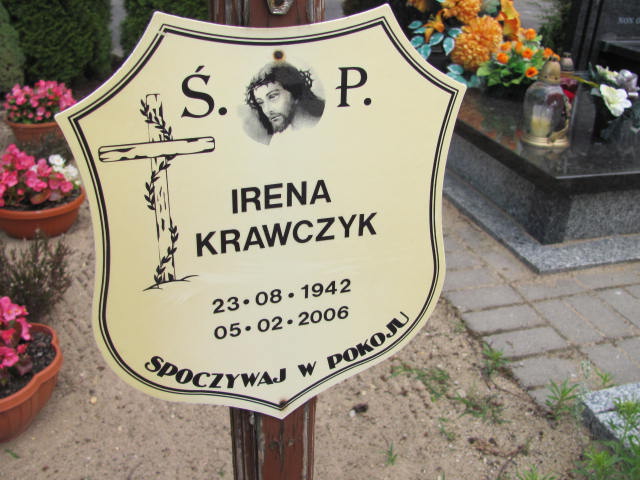 Ś. P.
IRENA
KRAWCZYK
23·08·1942
05·02·2006
SPOCZYWAJ W POKOJU